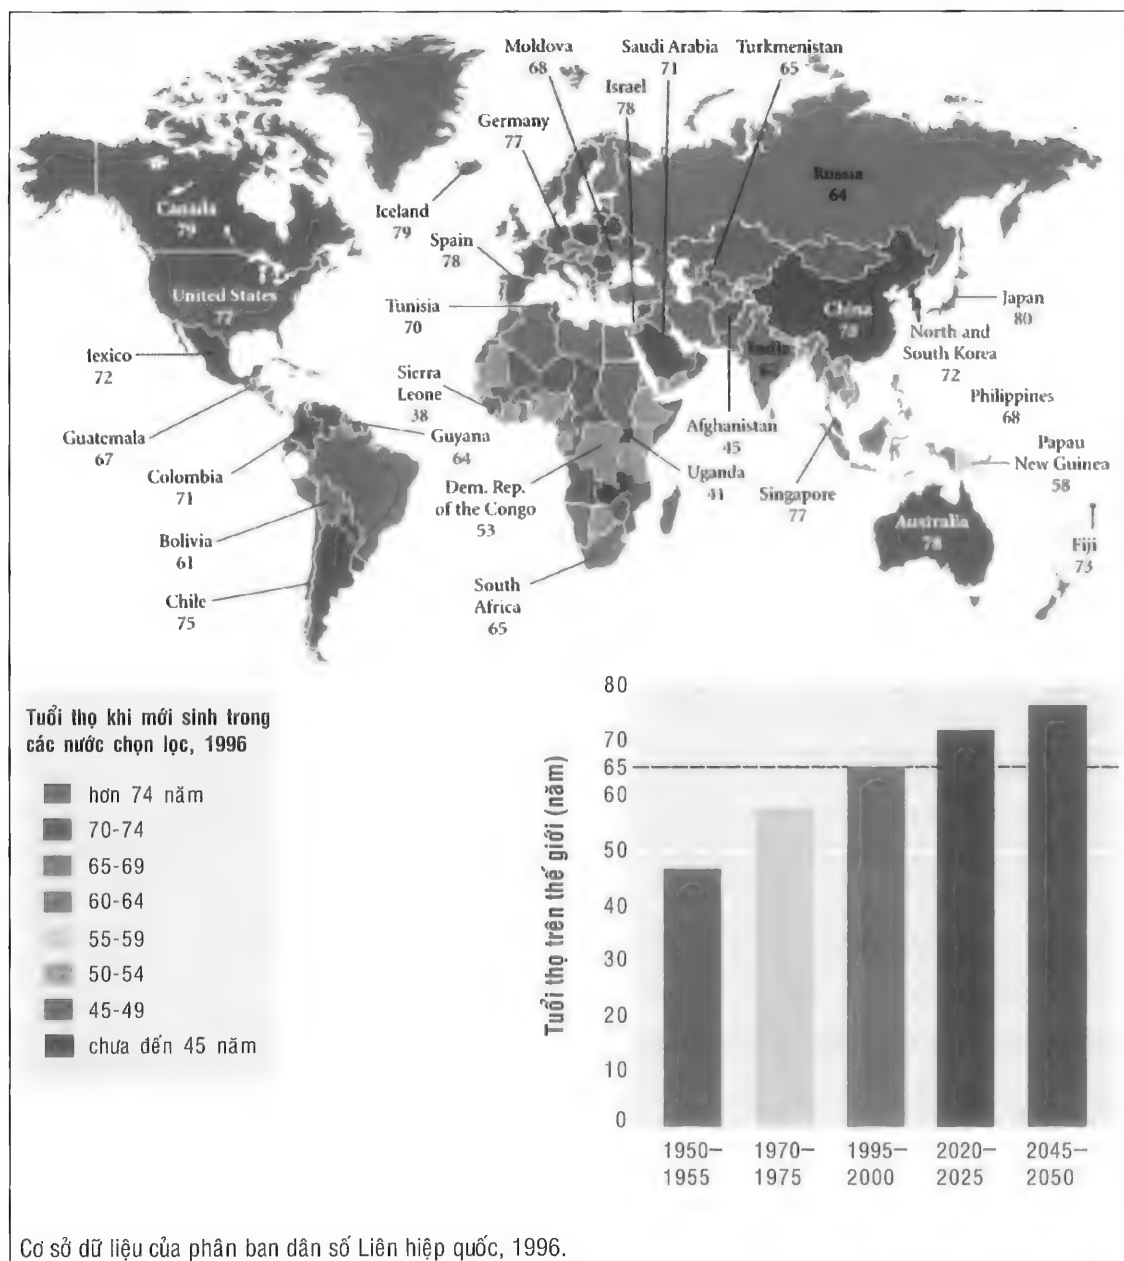 Moldova
68
Saudi Arabia
71
Turkmenistan
65
Israel
78
Germany
77
Russia
64
Canada
79
Iceland
79
Spain
78
United States
77
Tunisia
70
China
Japan
80
North and
South Korea
72
India
lexico
72
Sierra
Leone
38
Philippines
68
Guatemala
67
Guyana
64
Afghanistan
45
Papau
New Guinea
58
Colombia
71
Dem. Rep.
of the Congo
53
Uganda
41
Singapore
77
Australia
78
Bolivia
61
Fiji
73
Chile
75
South
Africa
65
Tuổi thọ khi mới sinh trong
các nước chọn lọc, 1996
hơn 74 năm
70-74
65-69
60-64
55-59
50-54
45-49
chưa đến 45 năm
Tuổi thọ trên thế giới (năm)
80
70
65
60
50
40
30
20
10
0
1950–
1955
1970–
1975
1995–
2000
2020–
2025
2045–
2050
Cơ sở dữ liệu của phân ban dân số Liên hiệp quốc, 1996.